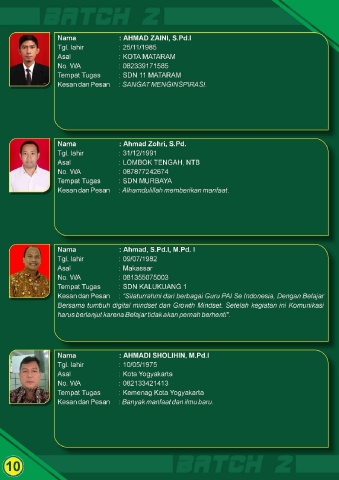 BATCH 2
Nama : AHMAD ZAINI, S.Pd.I
Tgl. lahir : 25/11/1985
Asal : KOTA MATARAM
No. WA : 082339171585
Tempat Tugas : SDN 11 MATARAM
Kesan dan Pesan : SANGAT MENGINSPIRASI.
Nama : Ahmad Zohri, S.Pd.
Tgl. lahir : 31/12/1991
Asal : LOMBOK TENGAH, NTB
No. WA : 087877242674
Tempat Tugas : SDN MURBAYA
Kesan dan Pesan : Alhamdulillah memberikan manfaat.
Nama : Ahmad, S.Pd.I, M.Pd. I
Tgl. lahir : 09/07/1982
Asal : Makassar
No. WA : 081355075003
Tempat Tugas : SDN KALUKUANG 1
Kesan dan Pesan : "Silaturrahmi dari berbagai Guru PAI Se Indonesia, Dengan Belajar
Bersama tumbuh digital mindset dan Growth Mindset. Setelah kegiatan ini Komunikasi
harus berlanjut karena Belajar tidak akan pernah berhenti".
Nama : AHMADI SHOLIHIN, M.Pd.I
Tgl. lahir : 10/05/1975
Asal : Kota Yogyakarta
No. WA : 082133421413
Tempat Tugas : Kemenag Kota Yogyakarta
Kesan dan Pesan : Banyak manfaat dan ilmu baru.
10
BATCH 2